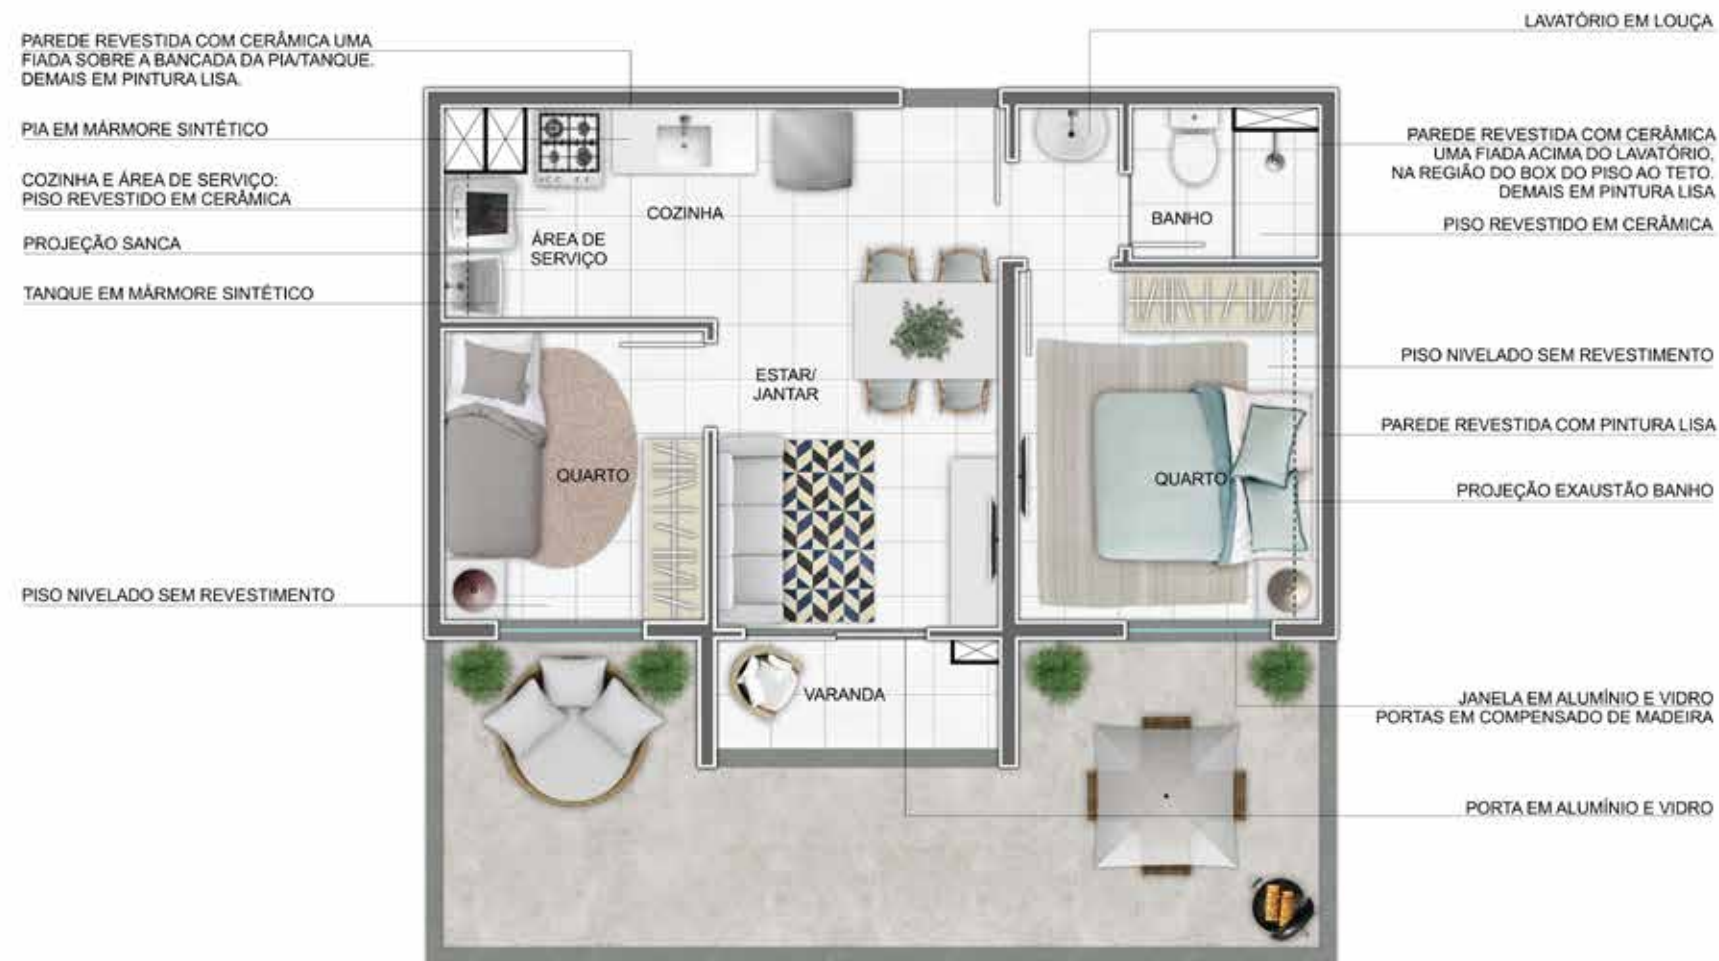 PAREDE REVESTIDA COM CERÂMICA UMA
FIADA SOBRE A BANCADA DA PIA/TANQUE.
DEMAIS EM PINTURA LISA.
PIA EM MÁRMORE SINTÉTICO
COZINHA E ÁREA DE SERVIÇO:
PISO REVESTIDO EM CERÂMICA
PROJEÇÃO SANCA
TANQUE EM MÁRMORE SINTÉTICO
PISO NIVELADO SEM REVESTIMENTO
COZINHA
ÁREA DE
SERVIÇO
BANHO
ESTAR/
JANTAR
QUARTO
QUARTO
VARANDA
LAVATÓRIO EM LOUÇA
PAREDE REVESTIDA COM CERÂMICA
UMA FIADA ACIMA DO LAVATÓRIO,
NA REGIÃO DO BOX DO PISO AO TETO.
DEMAIS EM PINTURA LISA
PISO REVESTIDO EM CERÂMICA
PISO NIVELADO SEM REVESTIMENTO
PAREDE REVESTIDA COM PINTURA LISA
PROJEÇÃO EXAUSTÃO BANHO
JANELA EM ALUMÍNIO E VIDRO
PORTAS EM COMPENSADO DE MADEIRA
PORTA EM ALUMÍNIO E VIDRO